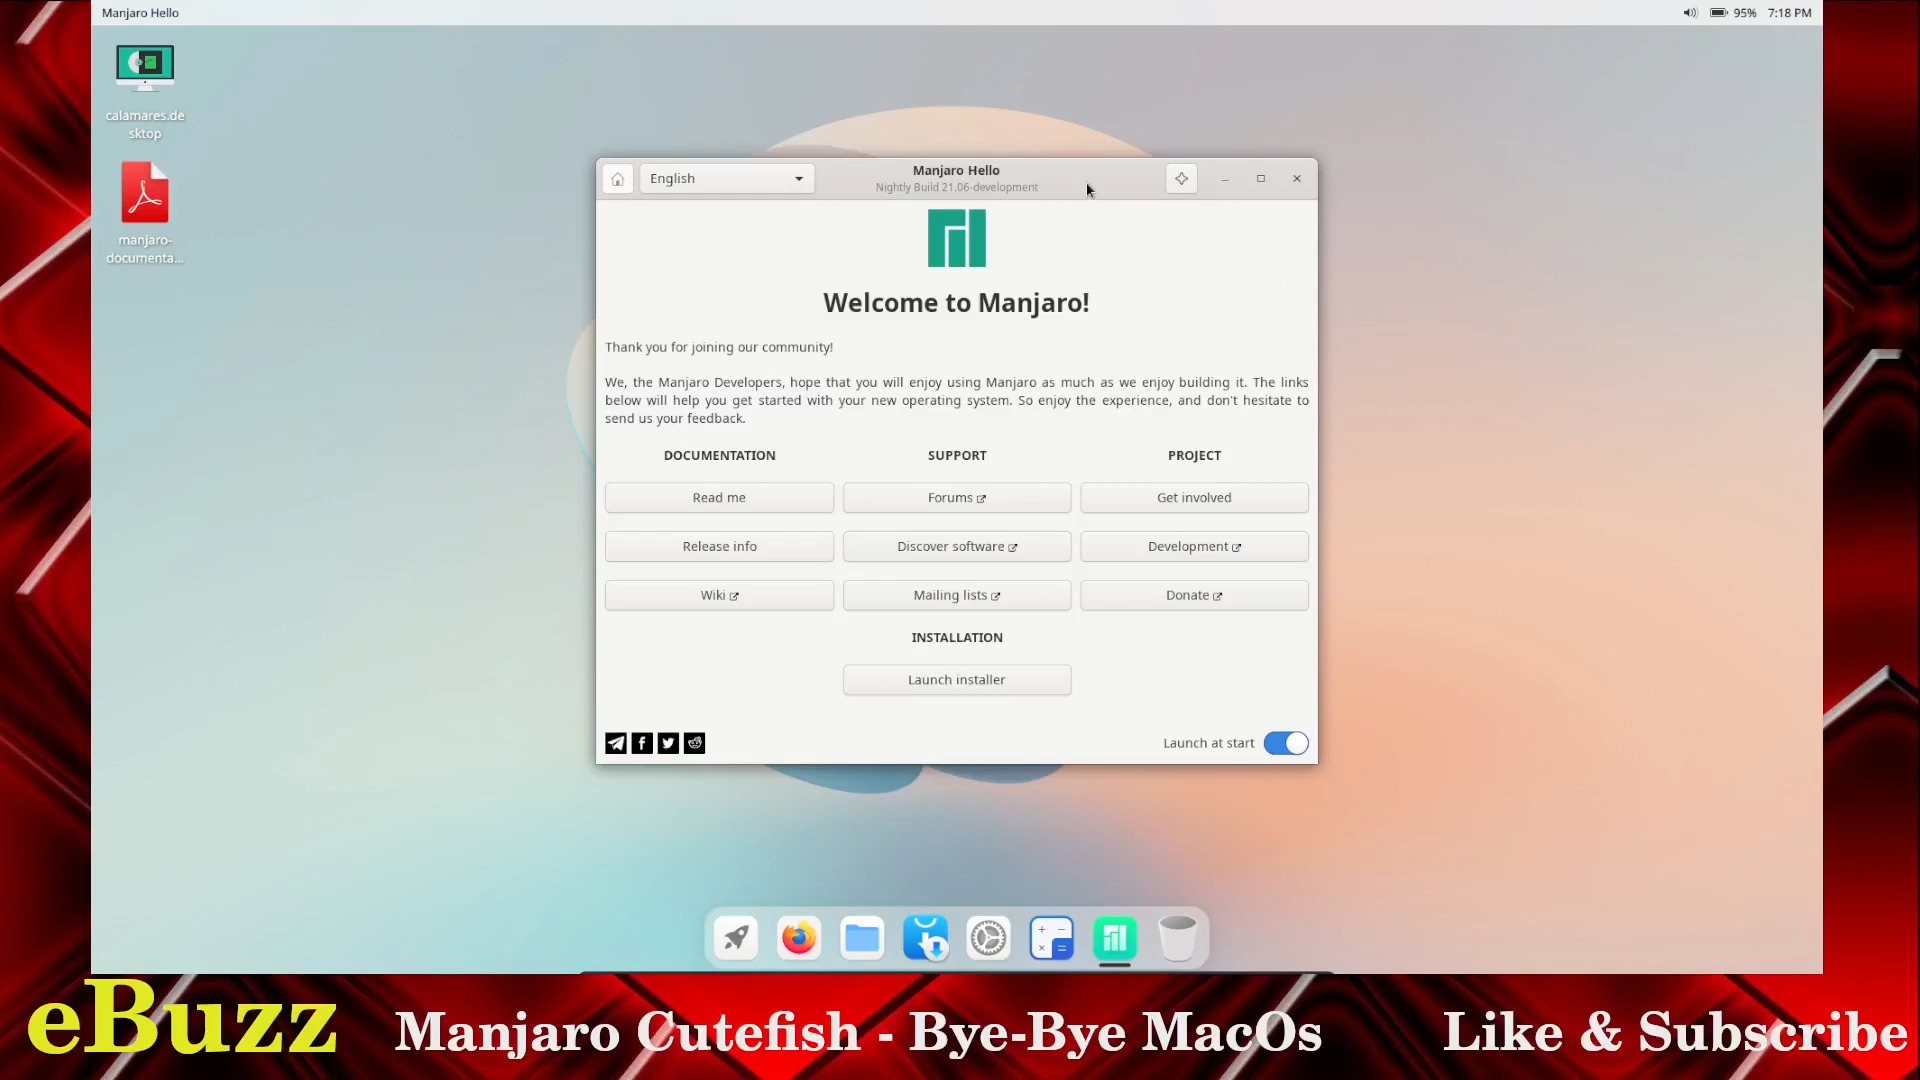 Manjaro Hello
95% 7:18 PM
calamares.de
sktop
manjaro-
documenta...
English
Manjaro Hello
Nightly Build 21.06-development
Welcome to Manjaro!
Thank you for joining our community!
We, the Manjaro Developers, hope that you will enjoy using Manjaro as much as we enjoy building it. The links
below will help you get started with your new operating system. So enjoy the experience, and don't hesitate to
send us your feedback.
DOCUMENTATION SUPPORT PROJECT
Read me Forums Get involved
Release info Discover software Development
Wiki Mailing lists Donate
INSTALLATION
Launch installer
Launch at start
eBuzz Manjaro Cutefish - Bye-Bye MacOs Like & Subscribe